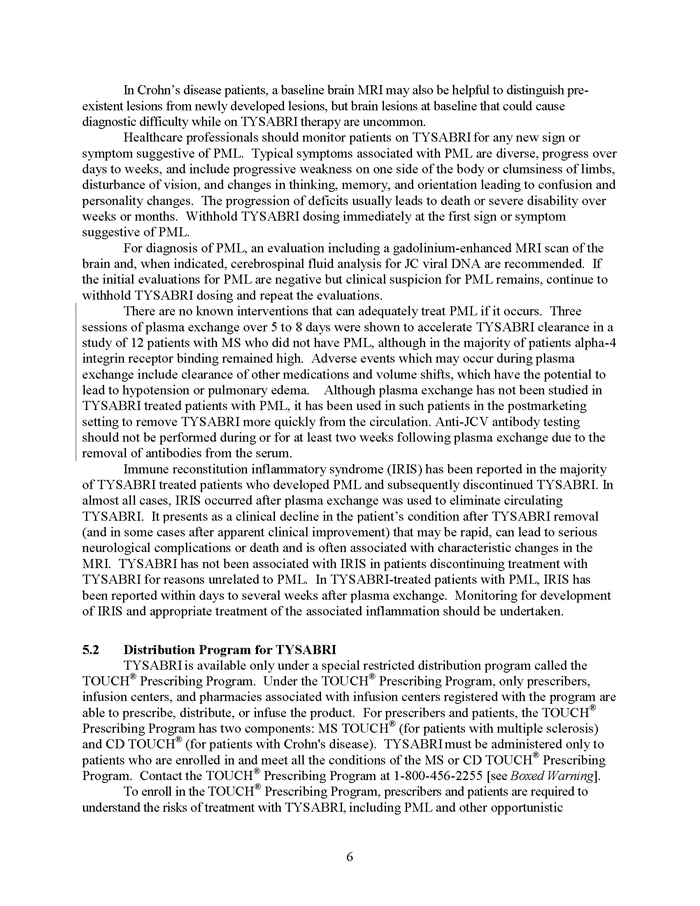 In Crohn’s disease patients, a baseline brain MRI may also be helpful to distinguish pre-
existent lesions from newly developed lesions, but brain lesions at baseline that could cause
diagnostic difficulty while on TYSABRI therapy are uncommon.
Healthcare professionals should monitor patients on TYSABRI for any new sign or
symptom suggestive of PML.  Typical symptoms associated with PML are diverse, progress over
days to weeks, and include progressive weakness on one side of the body or clumsiness of limbs,
disturbance of vision, and changes in thinking, memory, and orientation leading to confusion and
personality changes.  The progression of deficits usually leads to death or severe disability over
weeks or months.  Withhold TYSABRI dosing immediately at the first sign or symptom
suggestive of PML.
For diagnosis of PML, an evaluation including a gadolinium-enhanced MRI scan of the
brain and, when indicated, cerebrospinal fluid analysis for JC viral DNA are recommended.  If
the initial evaluations for PML are negative but clinical suspicion for PML remains, continue to
withhold TYSABRI dosing and repeat the evaluations.
There are no known interventions that can adequately treat PML if it occurs.  Three
sessions of plasma exchange over 5 to 8 days were shown to accelerate TYSABRI clearance in a
study of 12 patients with MS who did not have PML, although in the majority of patients alpha-4
integrin receptor binding remained high.  Adverse events which may occur during plasma
exchange include clearance of other medications and volume shifts, which have the potential to
lead to hypotension or pulmonary edema.    Although plasma exchange has not been studied in
TYSABRI treated patients with PML, it has been used in such patients in the postmarketing
setting to remove TYSABRI more quickly from the circulation. Anti-JCV antibody testing
should not be performed during or for at least two weeks following plasma exchange due to the
removal of antibodies from the serum.
Immune reconstitution inflammatory syndrome (IRIS) has been reported in the majority
of TYSABRI treated patients who developed PML and subsequently discontinued TYSABRI. In
almost all cases, IRIS occurred after plasma exchange was used to eliminate circulating
TYSABRI.  It presents as a clinical decline in the patient’s condition after TYSABRI removal
(and in some cases after apparent clinical improvement) that may be rapid, can lead to serious
neurological complications or death and is often associated with characteristic changes in the
MRI.  TYSABRI has not been associated with IRIS in patients discontinuing treatment with
TYSABRI for reasons unrelated to PML.  In TYSABRI-treated patients with PML, IRIS has
been reported within days to several weeks after plasma exchange.  Monitoring for development
of IRIS and appropriate treatment of the associated inflammation should be undertaken.
5.2 Distribution Program for TYSABRI
TYSABRI is available only under a special restricted distribution program called the
TOUCH® Prescribing Program.  Under the TOUCH® Prescribing Program, only prescribers,
infusion centers, and pharmacies associated with infusion centers registered with the program are
able to prescribe, distribute, or infuse the product.  For prescribers and patients, the TOUCH®
Prescribing Program has two components: MS TOUCH® (for patients with multiple sclerosis)
and CD TOUCH® (for patients with Crohn's disease).  TYSABRI must be administered only to
patients who are enrolled in and meet all the conditions of the MS or CD TOUCH® Prescribing
Program.  Contact the TOUCH® Prescribing Program at 1-800-456-2255 [see Boxed Warning].
To enroll in the TOUCH® Prescribing Program, prescribers and patients are required to
understand the risks of treatment with TYSABRI, including PML and other opportunistic
6